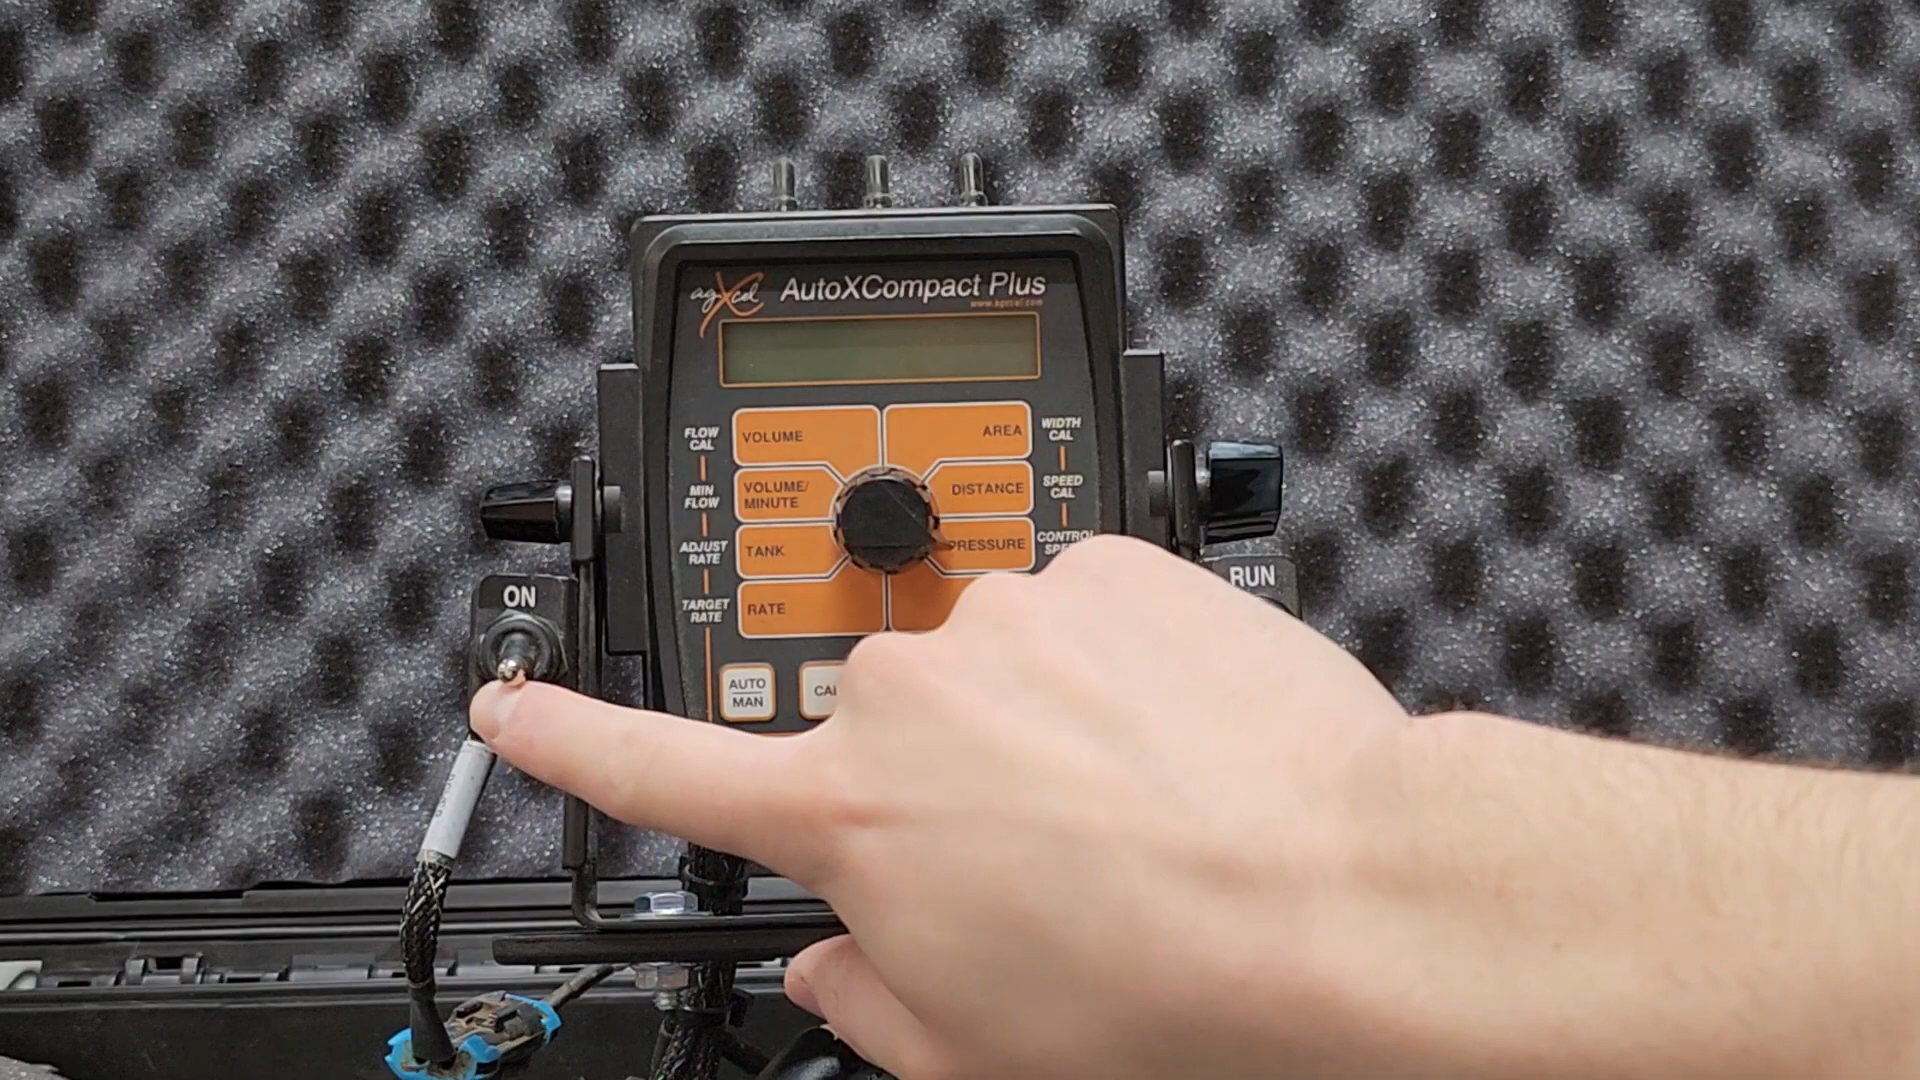 agXcel AutoXCompact Plus
www.agxcel.com
FLOW
CAL
VOLUME
AREA
WIDTH
CAL
MIN
FLOW
VOLUME/
MINUTE
DISTANCE
SPEED
CAL
ADJUST
RATE
TANK
PRESSURE
CONTROL
TARGET
RATE
RATE
ON
RUN
AUTO
MAN